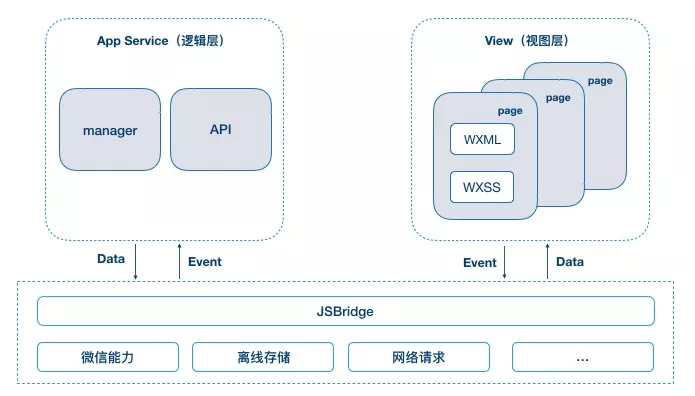 App Service（逻辑层）
View（视图层）
manager
API
page
page
page
WXML
WXSS
Data
Event
Event
Data
JSBridge
微信能力
离线存储
网络请求
...